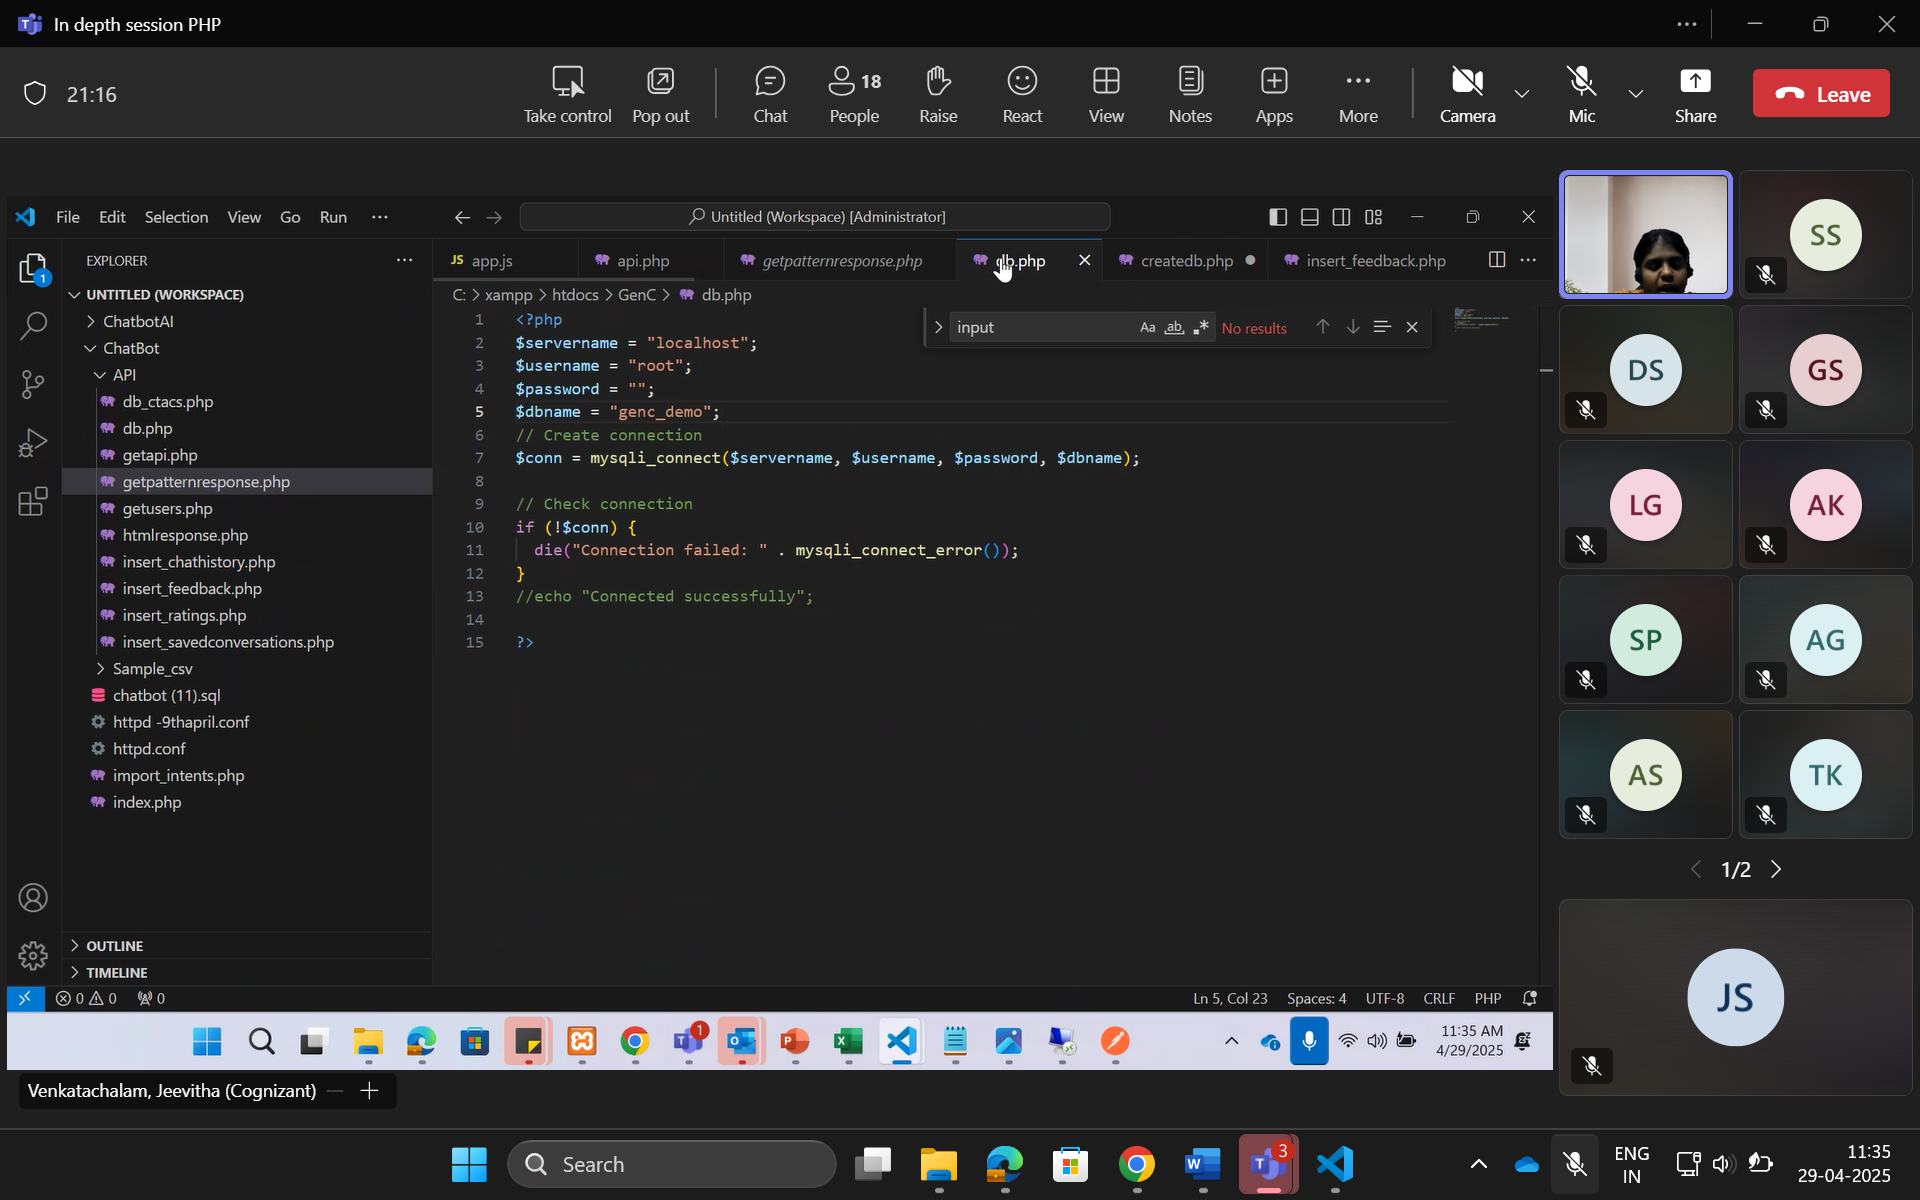 In depth session PHP
21:16
Take control
Pop out
Chat
18
People
Raise
React
View
Notes
Apps
More
Camera
Mic
Share
Leave
File Edit Selection View Go Run
Untitled (Workspace) [Administrator]
EXPLORER
JS app.js
api.php
getpatternresponse.php
db.php
createdb.php
insert_feedback.php
1
UNTITLED (WORKSPACE)
ChatbotAI
ChatBot
API
db_ctacs.php
db.php
getapi.php
getpatternresponse.php
getusers.php
htmlresponse.php
insert_chathistory.php
insert_feedback.php
insert_ratings.php
insert_savedconversations.php
Sample_csv
chatbot (11).sql
httpd -9thapril.conf
httpd.conf
import_intents.php
index.php
OUTLINE
TIMELINE
C: > xampp > htdocs > GenC > db.php
input
Aa ab .*
No results
1 <?php
2 $servername = "localhost";
3 $username = "root";
4 $password = "";
5 $dbname = "genc_demo";
6 // Create connection
7 $conn = mysqli_connect($servername, $username, $password, $dbname);
8
9 // Check connection
10 if (!$conn) {
11 die("Connection failed: " . mysqli_connect_error());
12 }
13 //echo "Connected successfully";
14
15 ?>
0 0 0
Ln 5, Col 23 Spaces: 4 UTF-8 CRLF PHP
1
11:35 AM
4/29/2025
Venkatachalam, Jeevitha (Cognizant)
SS
DS
GS
LG
AK
SP
AG
AS
TK
1/2
JS
Search
3
ENG
IN
11:35
29-04-2025